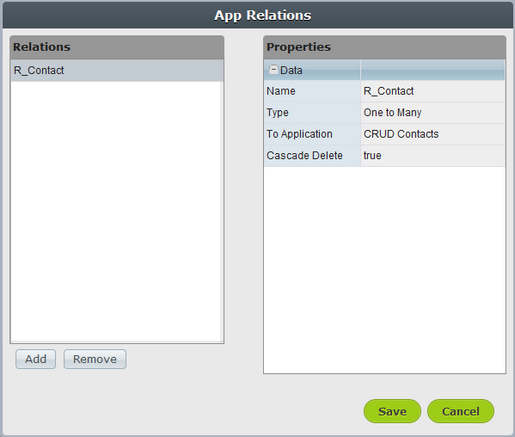 App Relations
Relations
R_Contact
Add
Remove
Properties
Data
Name R_Contact
Type One to Many
To Application CRUD Contacts
Cascade Delete true
Save
Cancel